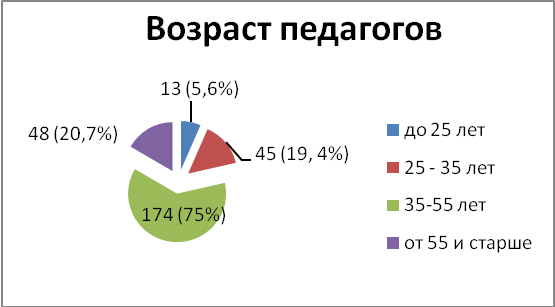 Возраст педагогов
13 (5,6%)
48 (20,7%)
45 (19, 4%)
174 (75%)
до 25 лет
25 - 35 лет
35-55 лет
от 55 и старше